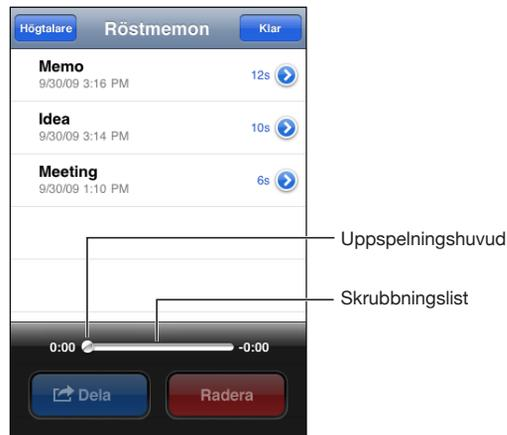 Högtalare Röstmemon Klar
Memo
9/30/09 3:16 PM
12s
Idea
9/30/09 3:14 PM
10s
Meeting
9/30/09 1:10 PM
6s
Uppspelningshuvud
Skrubbningslist
0:00 -0:00
Dela Radera